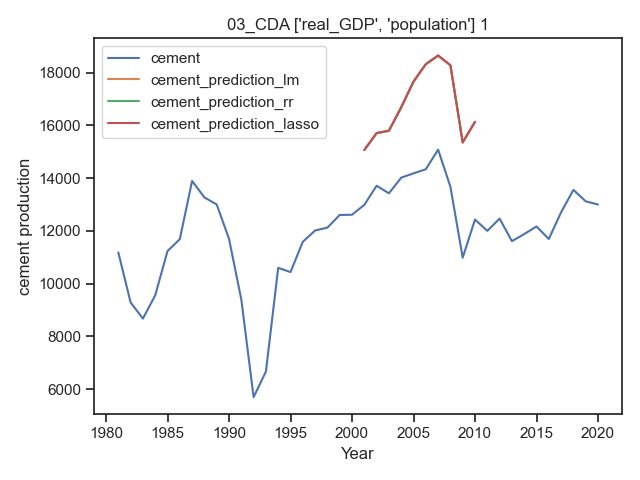 03_CDA ['real_GDP', 'population'] 1
cement
cement_prediction_lm
cement_prediction_rr
cement_prediction_lasso
cement production
18000
16000
14000
12000
10000
8000
6000
1980 1985 1990 1995 2000 2005 2010 2015 2020
Year